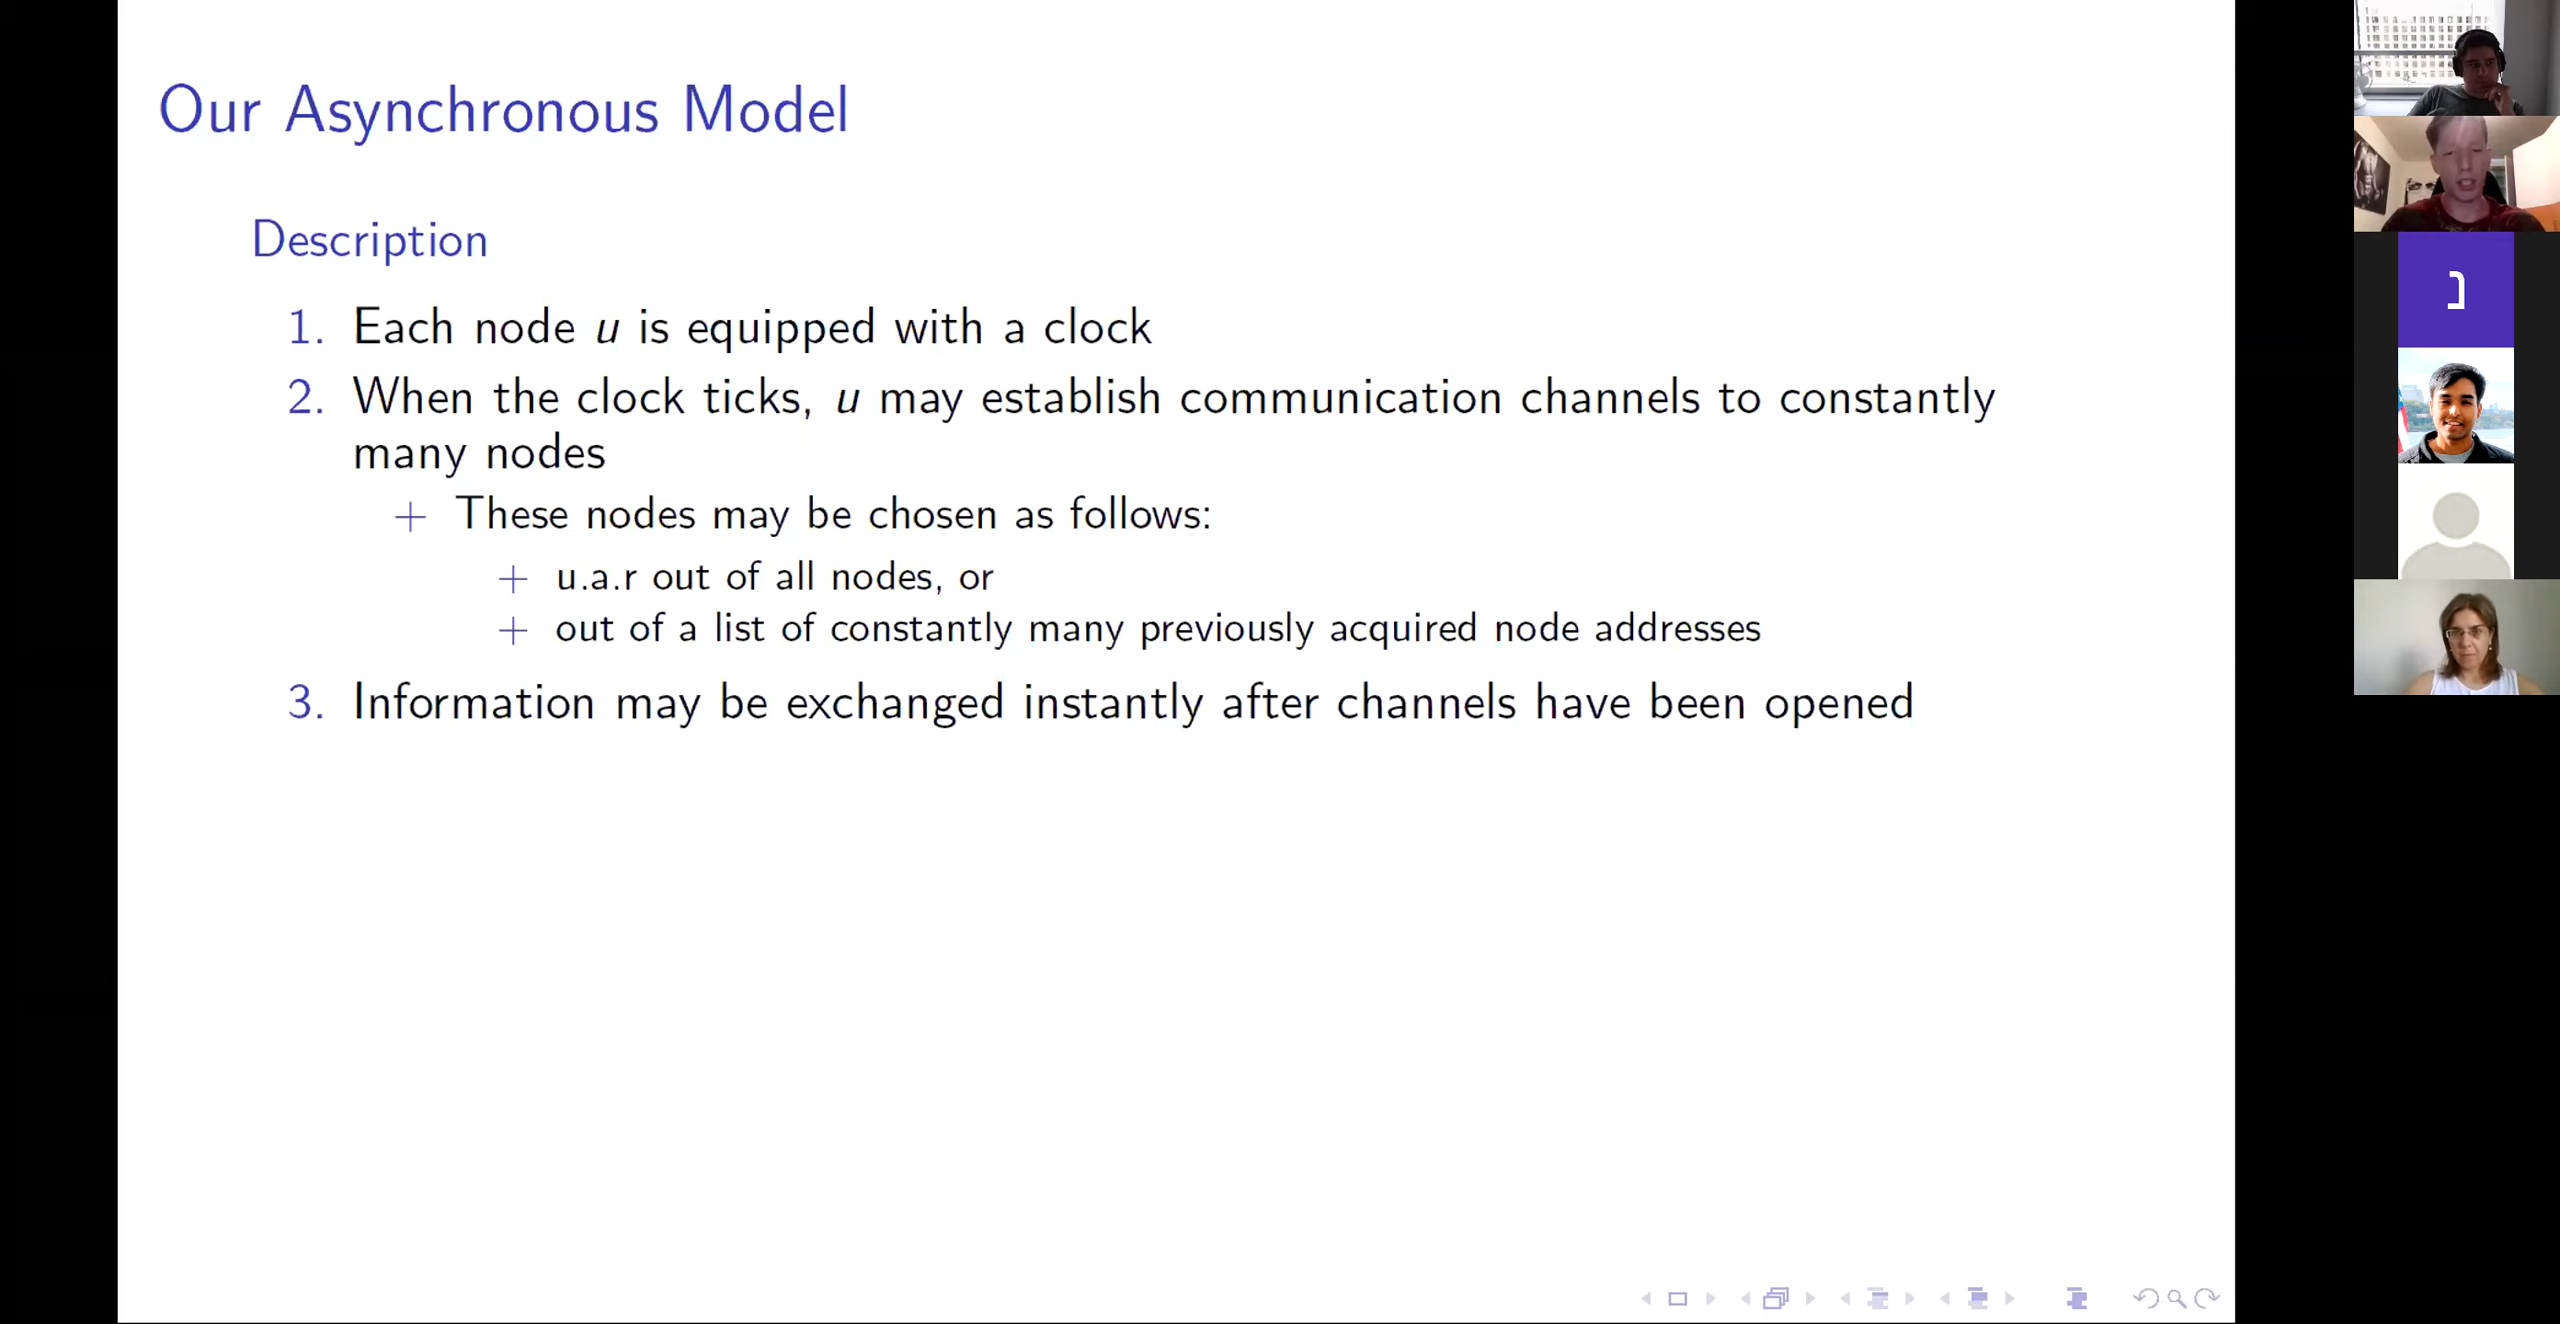 Our Asynchronous Model
Description
1. Each node u is equipped with a clock
2. When the clock ticks, u may establish communication channels to constantly
many nodes
+ These nodes may be chosen as follows:
+ u.a.r out of all nodes, or
+ out of a list of constantly many previously acquired node addresses
3. Information may be exchanged instantly after channels have been opened
נ